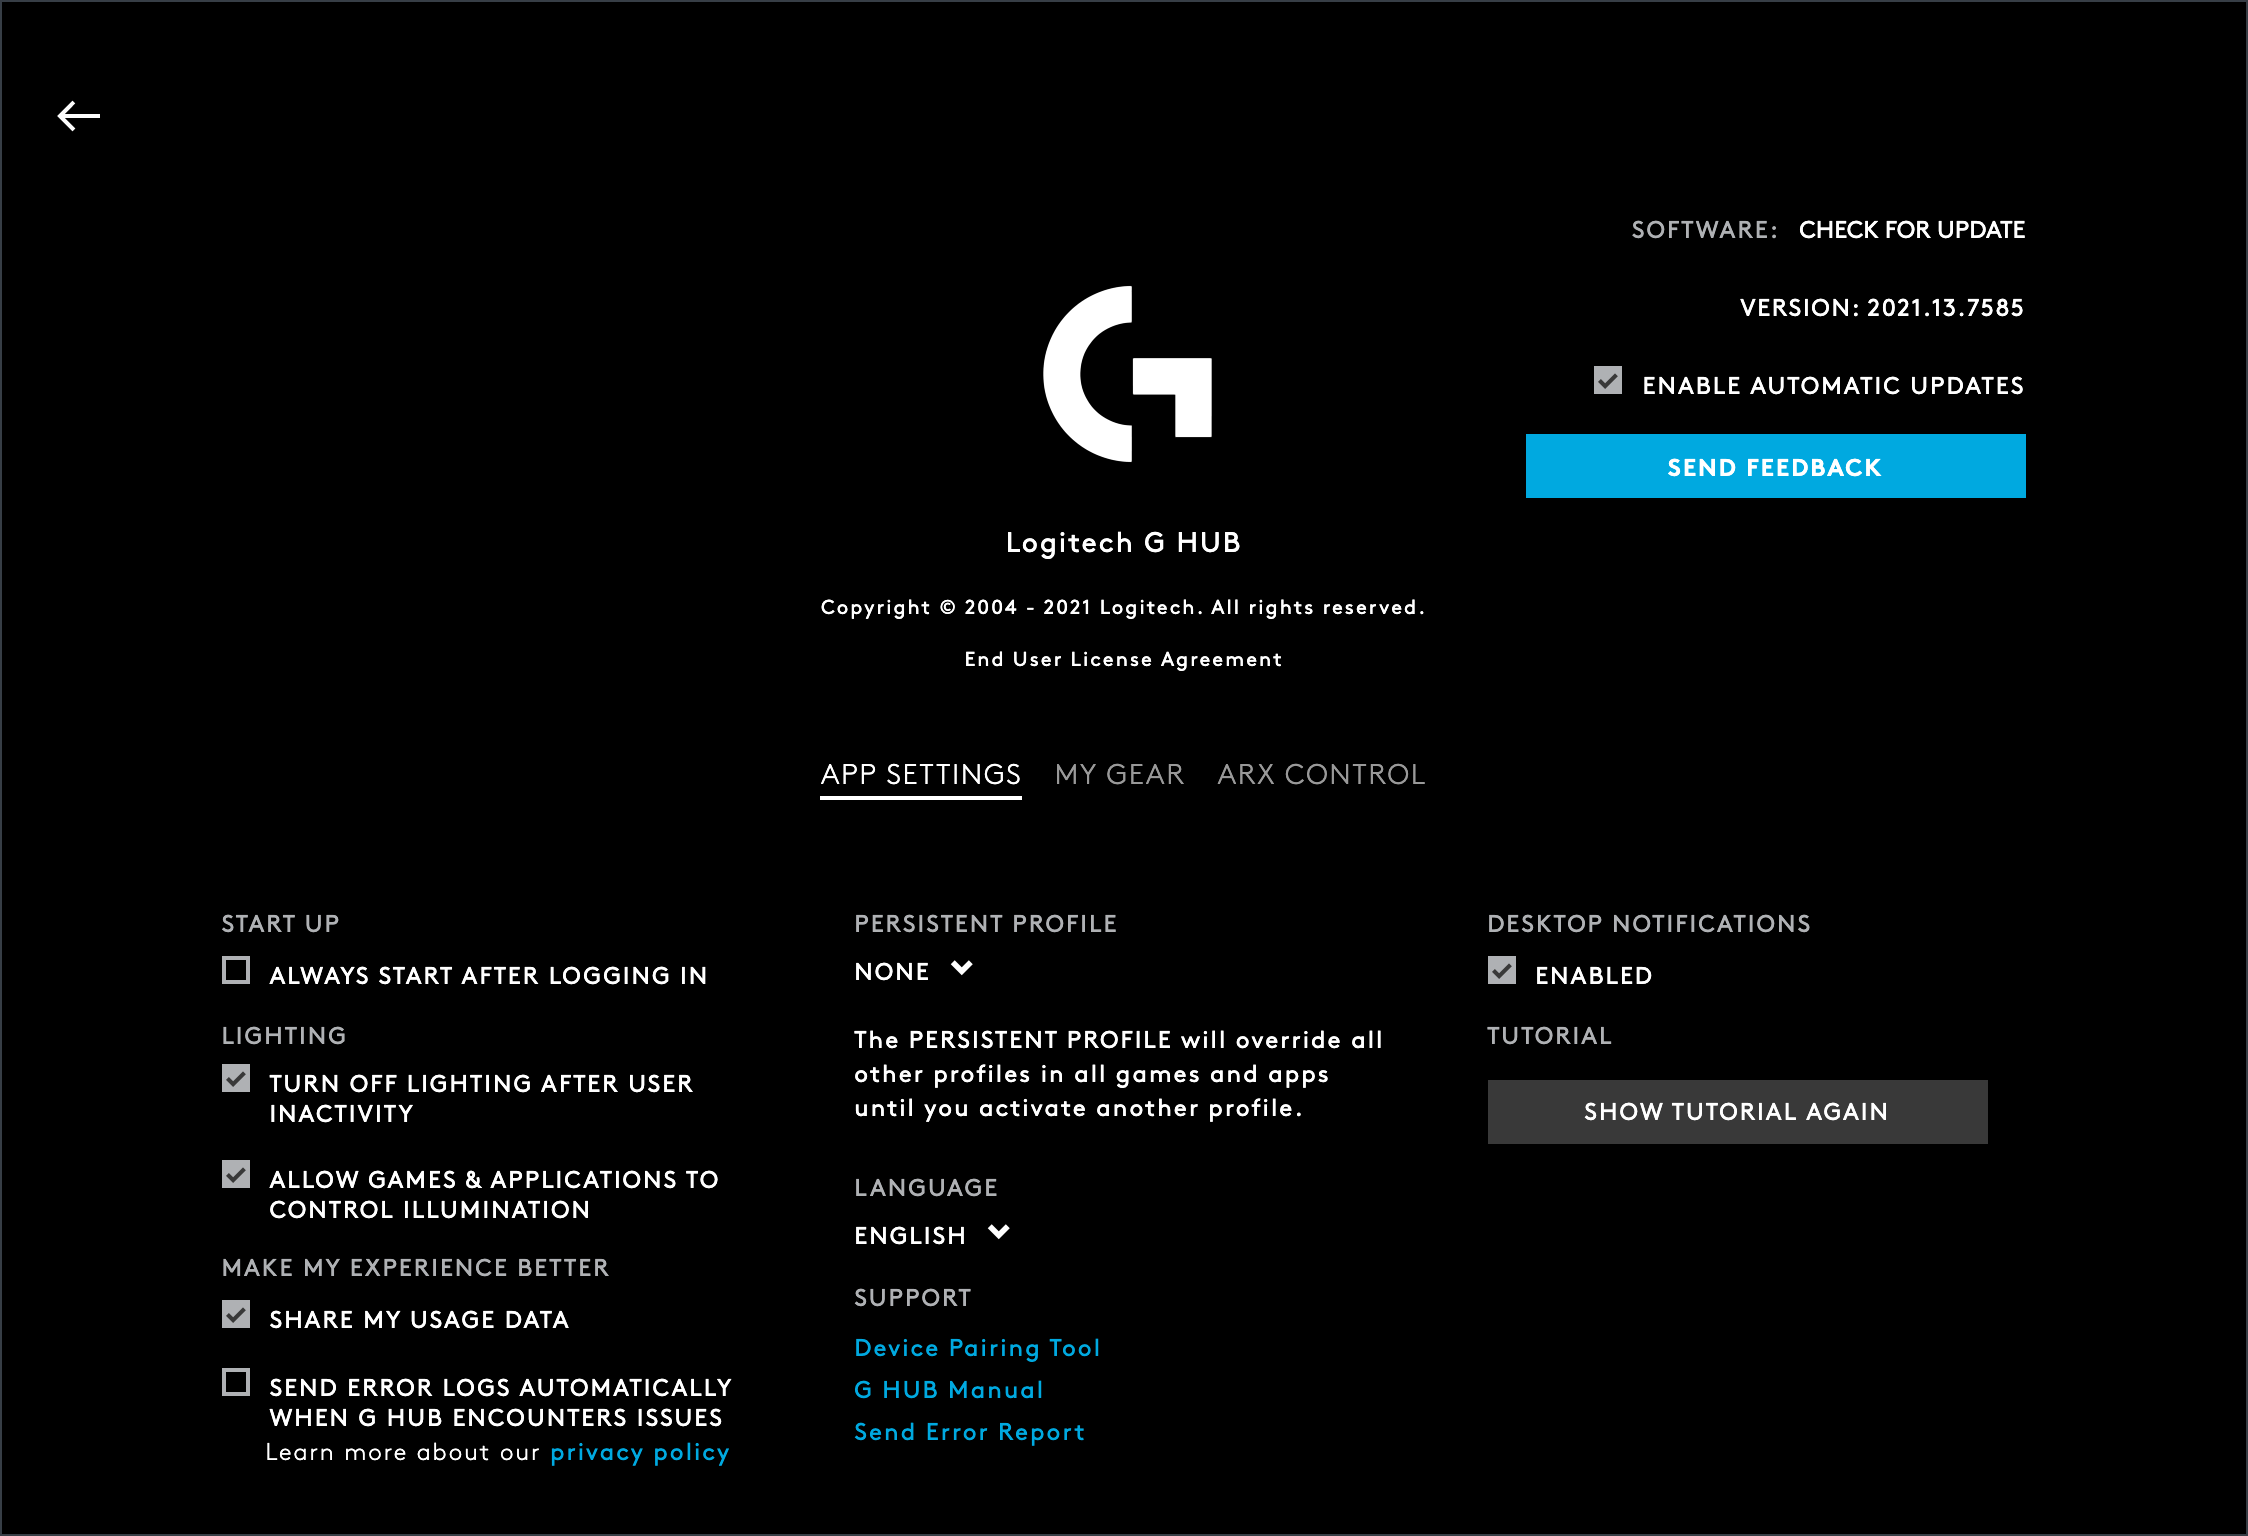 SOFTWARE: CHECK FOR UPDATE
VERSION: 2021.13.7585
ENABLE AUTOMATIC UPDATES
SEND FEEDBACK
Logitech G HUB
Copyright © 2004 - 2021 Logitech. All rights reserved.
End User License Agreement
APP SETTINGS MY GEAR ARX CONTROL
START UP
ALWAYS START AFTER LOGGING IN
LIGHTING
TURN OFF LIGHTING AFTER USER
INACTIVITY
ALLOW GAMES & APPLICATIONS TO
CONTROL ILLUMINATION
MAKE MY EXPERIENCE BETTER
SHARE MY USAGE DATA
SEND ERROR LOGS AUTOMATICALLY
WHEN G HUB ENCOUNTERS ISSUES
Learn more about our privacy policy
PERSISTENT PROFILE
NONE
The PERSISTENT PROFILE will override all
other profiles in all games and apps
until you activate another profile.
LANGUAGE
ENGLISH
SUPPORT
Device Pairing Tool
G HUB Manual
Send Error Report
DESKTOP NOTIFICATIONS
ENABLED
TUTORIAL
SHOW TUTORIAL AGAIN